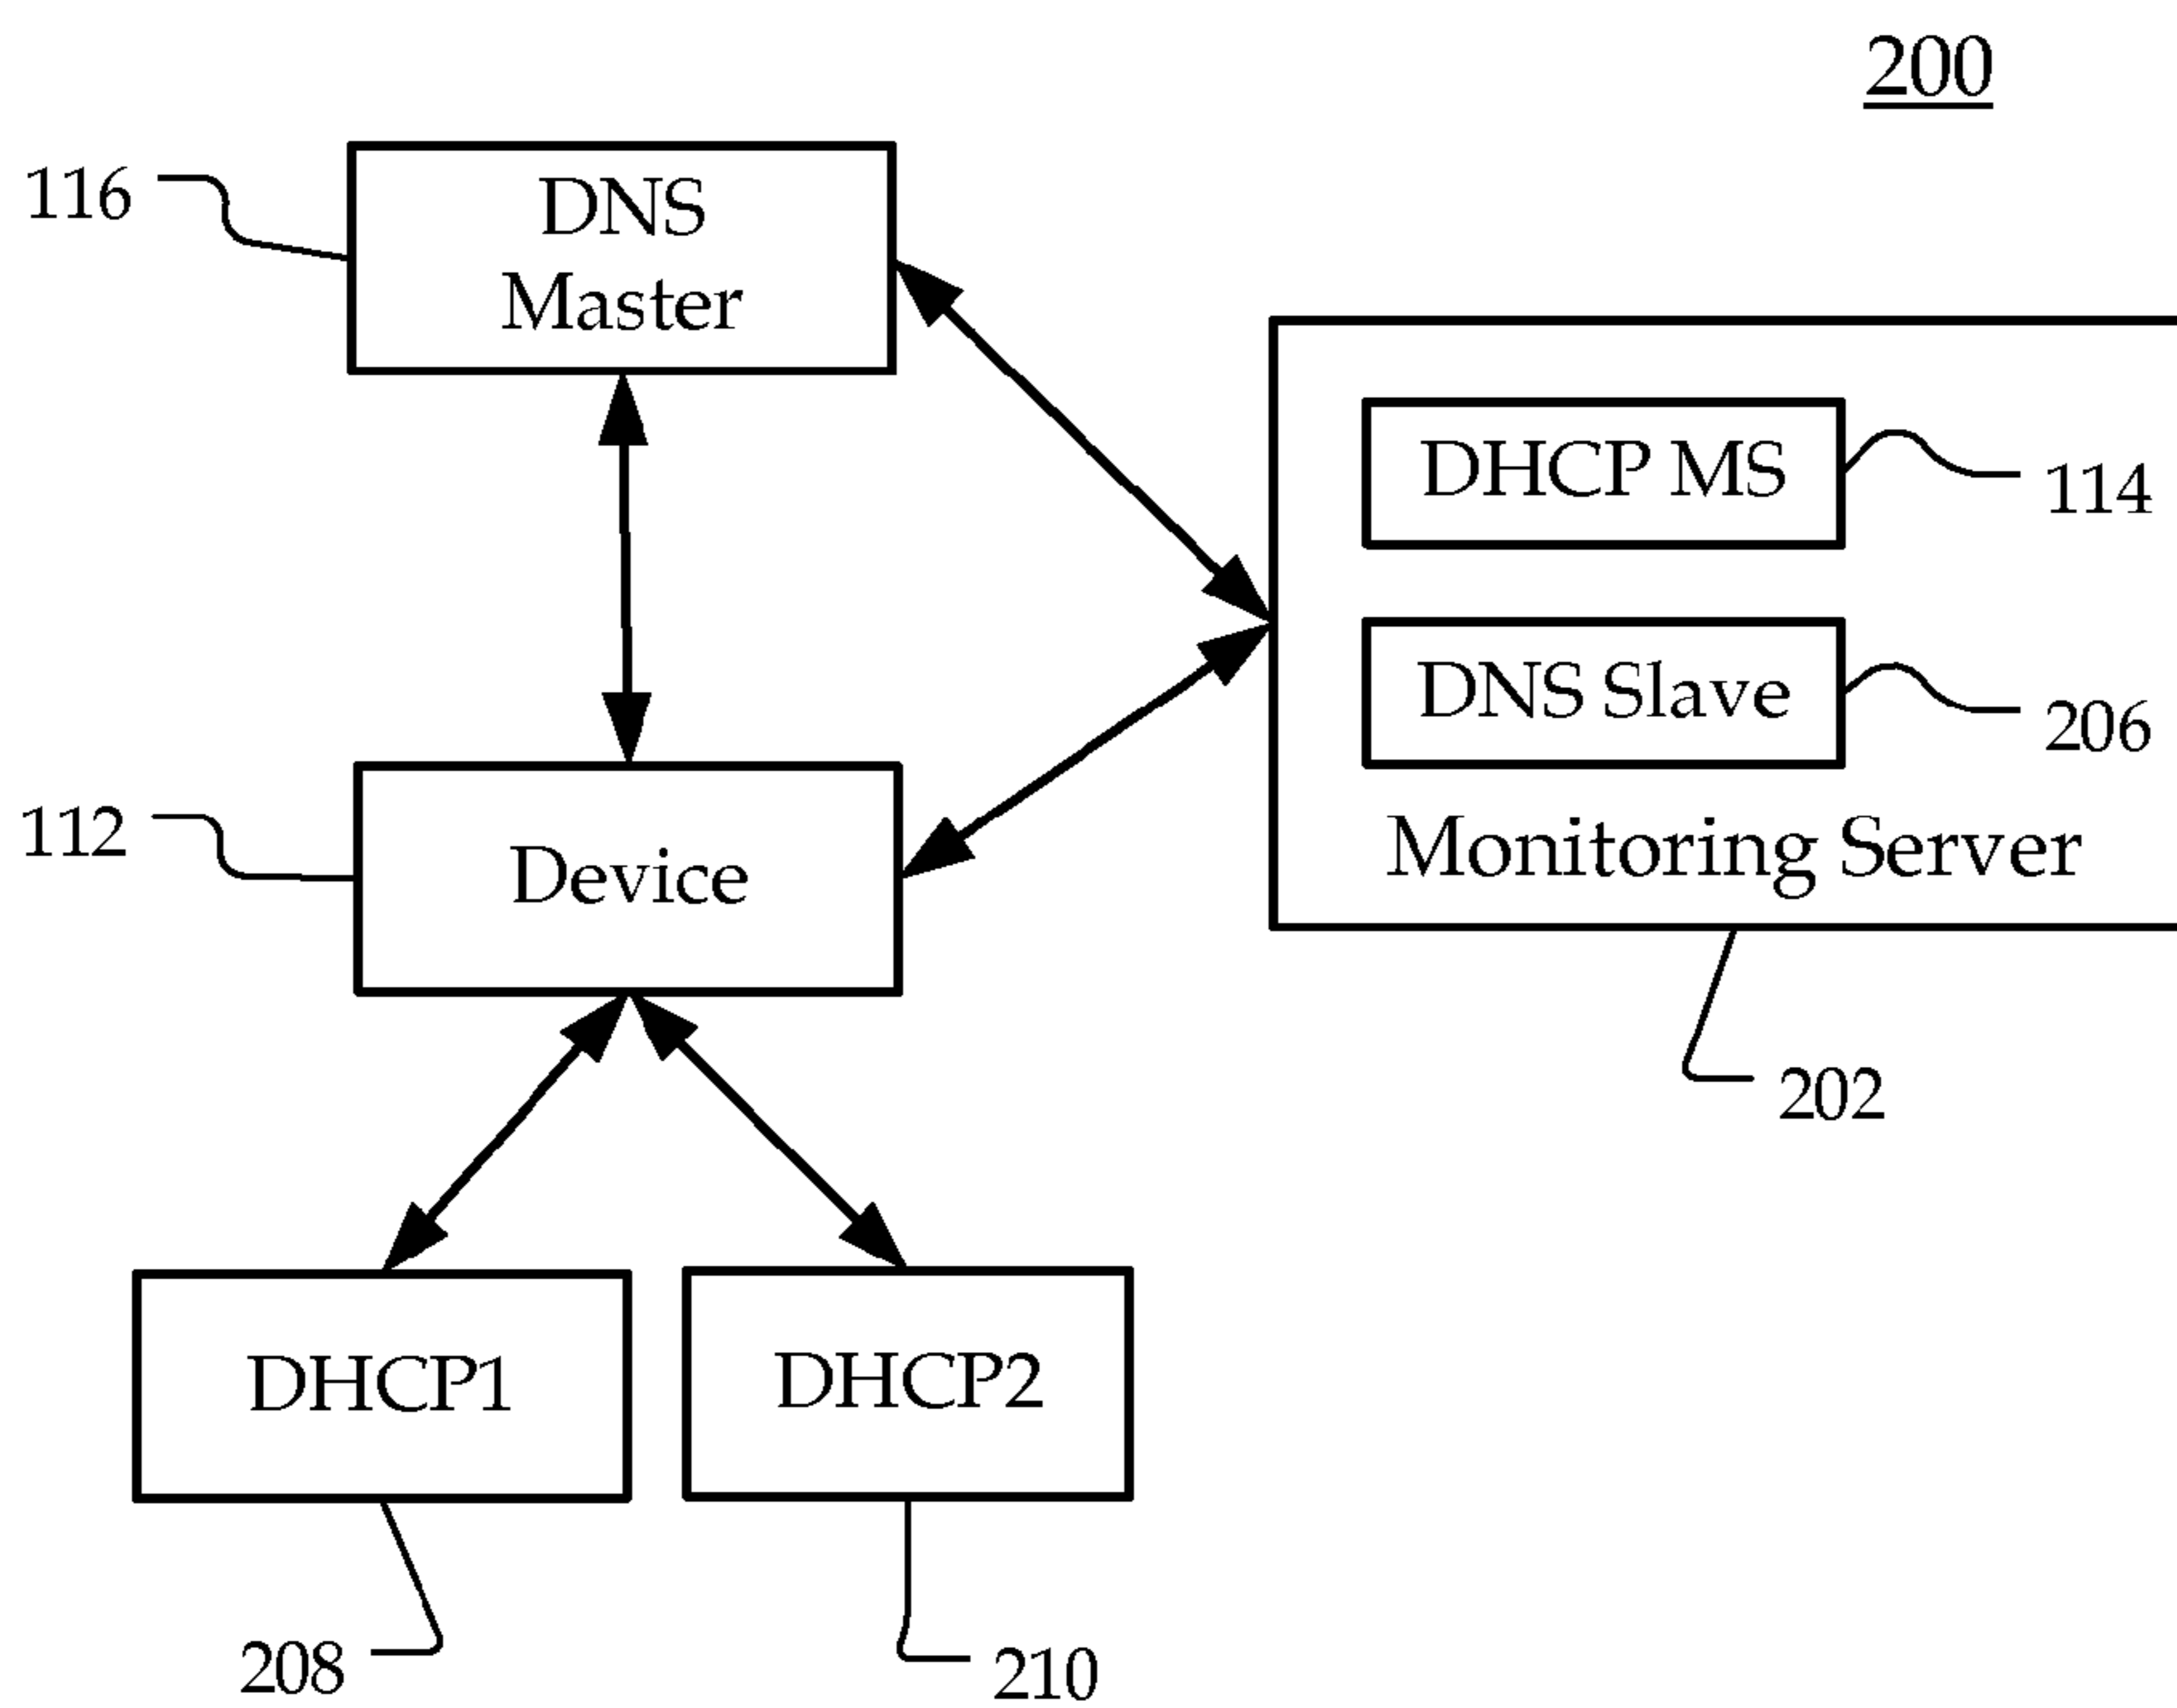 200
116
DNS
Master
DHCP MS
114
DNS Slave
206
112
Device
Monitoring Server
202
DHCP1
DHCP2
208
210